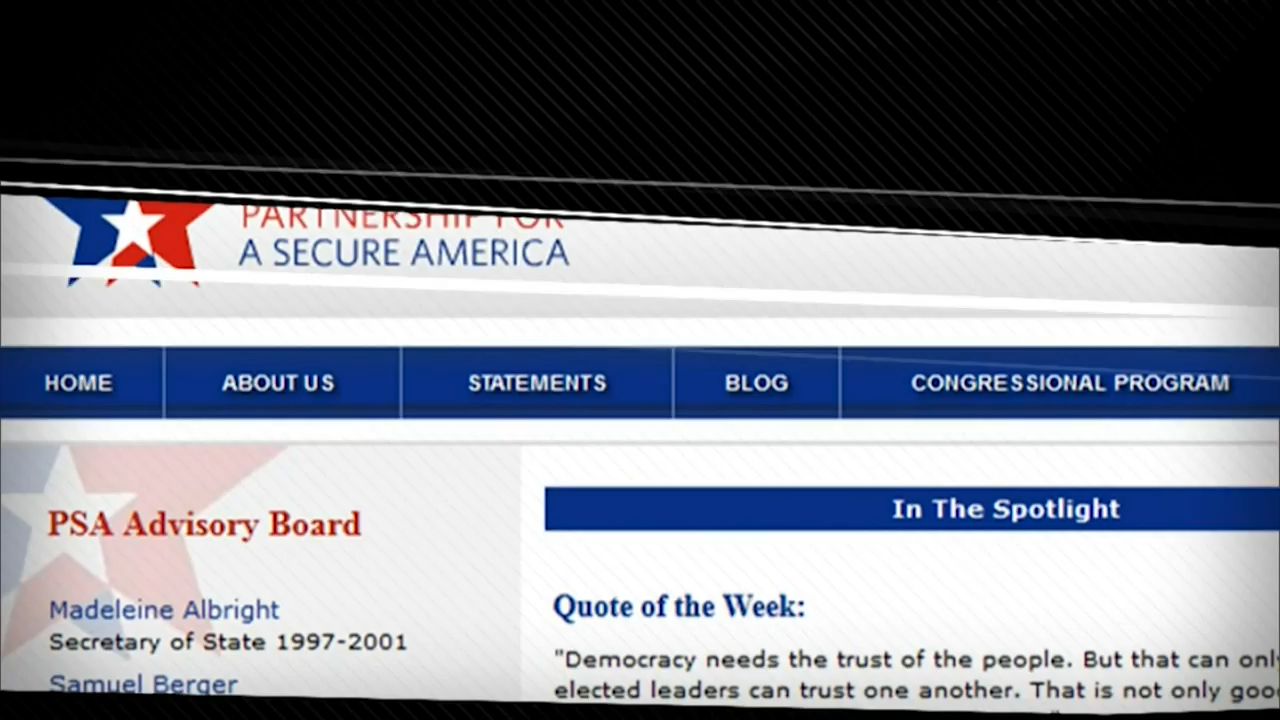 PARTNERSHIP FOR
A SECURE AMERICA
HOME ABOUT US STATEMENTS BLOG CONGRESSIONAL PROGRAM
PSA Advisory Board
In The Spotlight
Madeleine Albright
Secretary of State 1997-2001
Samuel Berger
Quote of the Week:
"Democracy needs the trust of the people. But that can only
elected leaders can trust one another. That is not only good